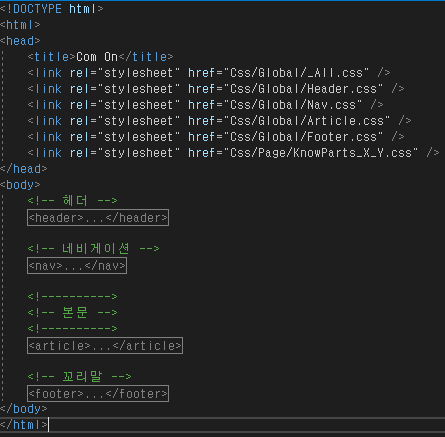 <!DOCTYPE html>
<html>
<head>
<title>Com On</title>
<link rel="stylesheet" href="Css/Global/_All.css" />
<link rel="stylesheet" href="Css/Global/Header.css" />
<link rel="stylesheet" href="Css/Global/Nav.css" />
<link rel="stylesheet" href="Css/Global/Article.css" />
<link rel="stylesheet" href="Css/Global/Footer.css" />
<link rel="stylesheet" href="Css/Page/KnowParts_X_Y.css" />
</head>
<body>
<!-- 헤더 -->
<header>...</header>
<!-- 네비게이션 -->
<nav>...</nav>
<!---------->
<!-- 본문 -->
<!---------->
<article>...</article>
<!-- 꼬리말 -->
<footer>...</footer>
</body>
</html>